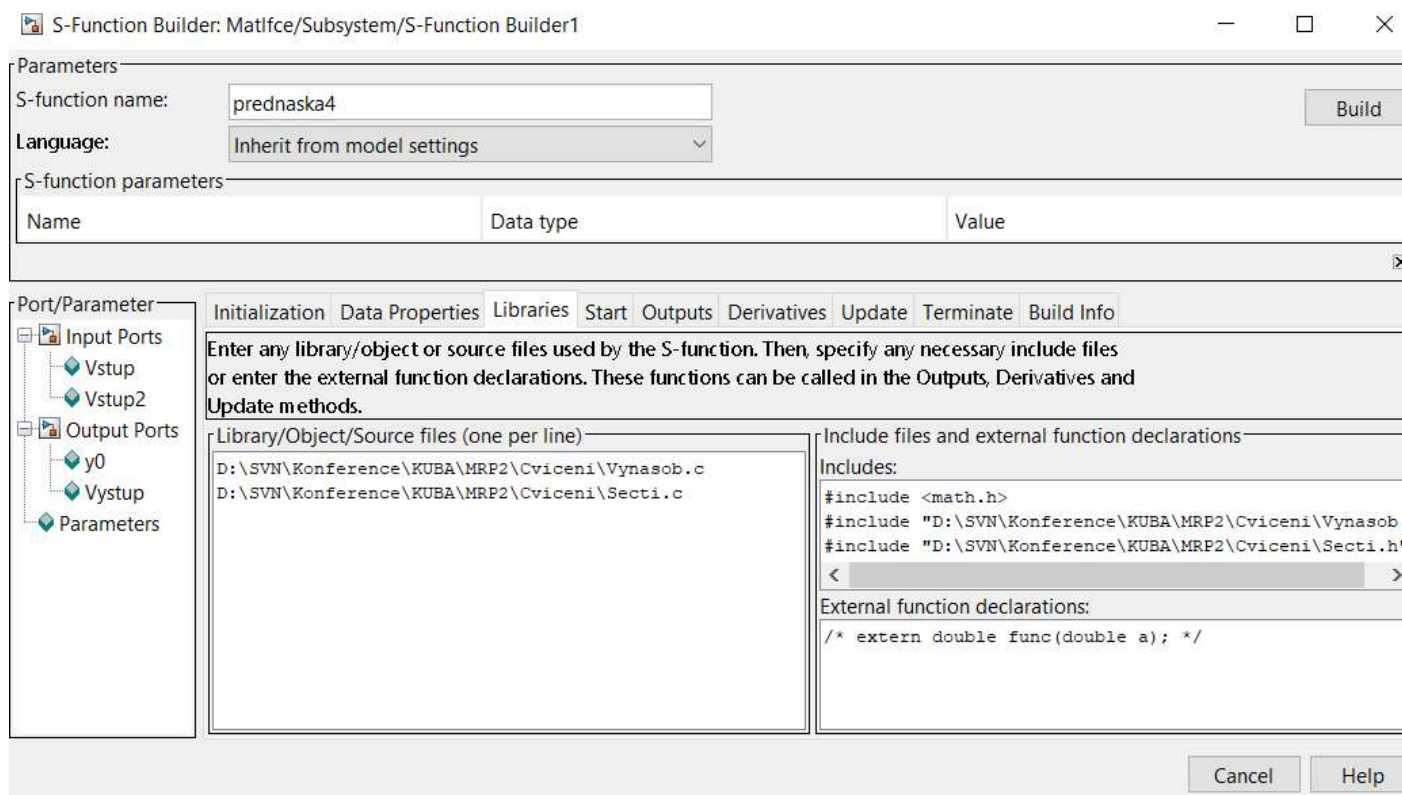 S-Function Builder: Matlfce/Subsystem/S-Function Builder1
Parameters
S-function name:
prednaska4
Build
Language:
Inherit from model settings
S-function parameters
Name
Data type
Value
Port/Parameter
Input Ports
Vstup
Vstup2
Output Ports
y0
Vystup
Parameters
Initialization Data Properties Libraries Start Outputs Derivatives Update Terminate Build Info
Enter any library/object or source files used by the S-function. Then, specify any necessary include files
or enter the external function declarations. These functions can be called in the Outputs, Derivatives and
Update methods.
Library/Object/Source files (one per line)
D:\SVN\Konference\KUBA\MRP2\Cviceni\Vynasob.c
D:\SVN\Konference\KUBA\MRP2\Cviceni\Secti.c
Include files and external function declarations
Includes:
#include <math.h>
#include "D:\SVN\Konference\KUBA\MRP2\Cviceni\Vynasob
#include "D:\SVN\Konference\KUBA\MRP2\Cviceni\Secti.h"
External function declarations:
/* extern double func(double a); */
Cancel
Help